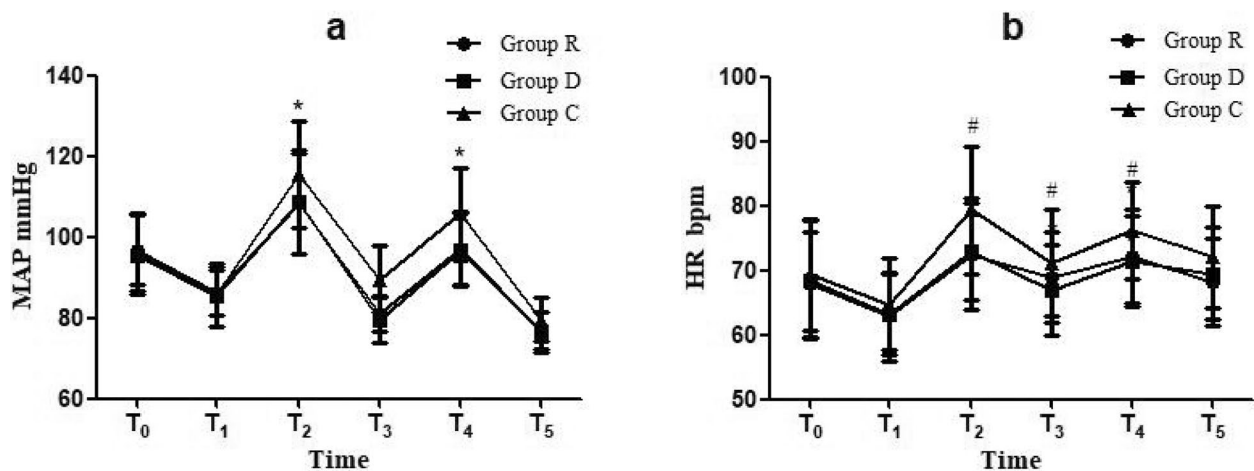 a
Group R
Group D
Group C
MAP mmHg
140
120
100
80
60
*
*
T0 T1 T2 T3 T4 T5
Time
b
Group R
Group D
Group C
HR bpm
100
90
80
70
60
50
#
#
#
T0 T1 T2 T3 T4 T5
Time